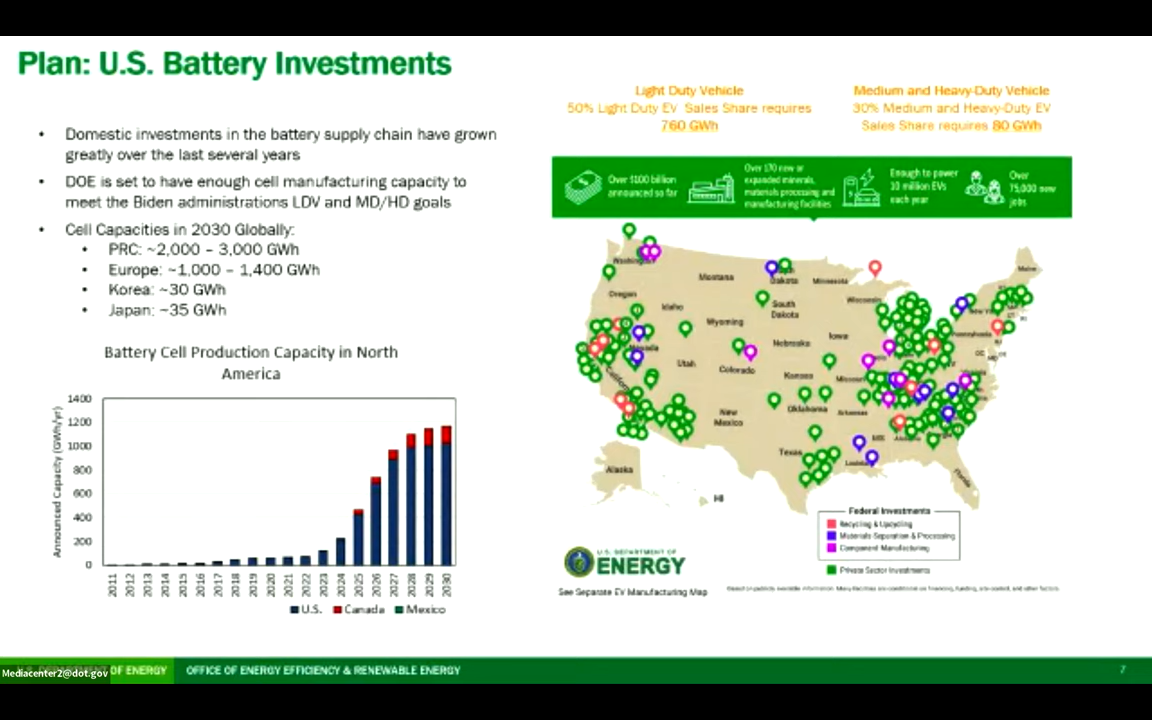 Plan: U.S. Battery Investments
• Domestic investments in the battery supply chain have grown
greatly over the last several years
• DOE is set to have enough cell manufacturing capacity to
meet the Biden administrations LDV and MD/HD goals
• Cell Capacities in 2030 Globally:
• PRC: ~2,000 – 3,000 GWh
• Europe: ~1,000 – 1,400 GWh
• Korea: ~30 GWh
• Japan: ~35 GWh
Battery Cell Production Capacity in North
America
Announced Capacity (GWh/yr)
1400
1200
1000
800
600
400
200
0
2011
2012
2013
2014
2015
2016
2017
2018
2019
2020
2021
2022
2023
2024
2025
2026
2027
2028
2029
2030
U.S. Canada Mexico
Light Duty Vehicle
50% Light Duty EV Sales Share requires
760 GWh
Medium and Heavy-Duty Vehicle
30% Medium and Heavy-Duty EV
Sales Share requires 80 GWh
Over $100 billion
announced so far
Over 170 new or
expanded minerals,
materials processing and
manufacturing facilities
Enough to power
10 million EVs
each year
Over
75,000 new
jobs
Washington
Montana
Dakota
Minnesota
Maine
Oregon
Idaho
South
Dakota
Wisconsin
New York
Wyoming
Iowa
Nebraska
Pennsylvania
Nevada
Utah
Colorado
Kansas
Missouri
California
Oklahoma
Arkansas
New
Mexico
Texas
Louisiana
Florida
Alaska
HI
Federal Investments
Recycling & Upcycling
Materials Separation & Processing
Component Manufacturing
Private Sector Investments
U.S. DEPARTMENT OF
ENERGY
See Separate EV Manufacturing Map
Mediacenter2@dot.gov
OF ENERGY
OFFICE OF ENERGY EFFICIENCY & RENEWABLE ENERGY
7